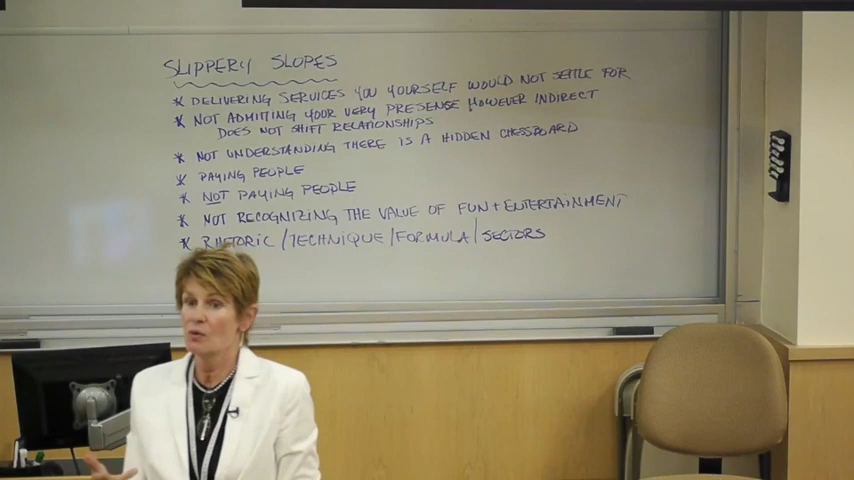 SLIPPERY SLOPES
* DELIVERING SERVICES YOU YOURSELF WOULD NOT SETTLE FOR
* NOT ADMITTING YOUR VERY PRESENSE HOWEVER INDIRECT
DOES NOT SHIFT RELATIONSHIPS
* NOT UNDERSTANDING THERE IS A HIDDEN CHESSBOARD
* PAYING PEOPLE
* NOT PAYING PEOPLE
* NOT RECOGNIZING THE VALUE OF FUN + ENTERTAINMENT
* RHETORIC / TECHNIQUE / FORMULA / SECTORS